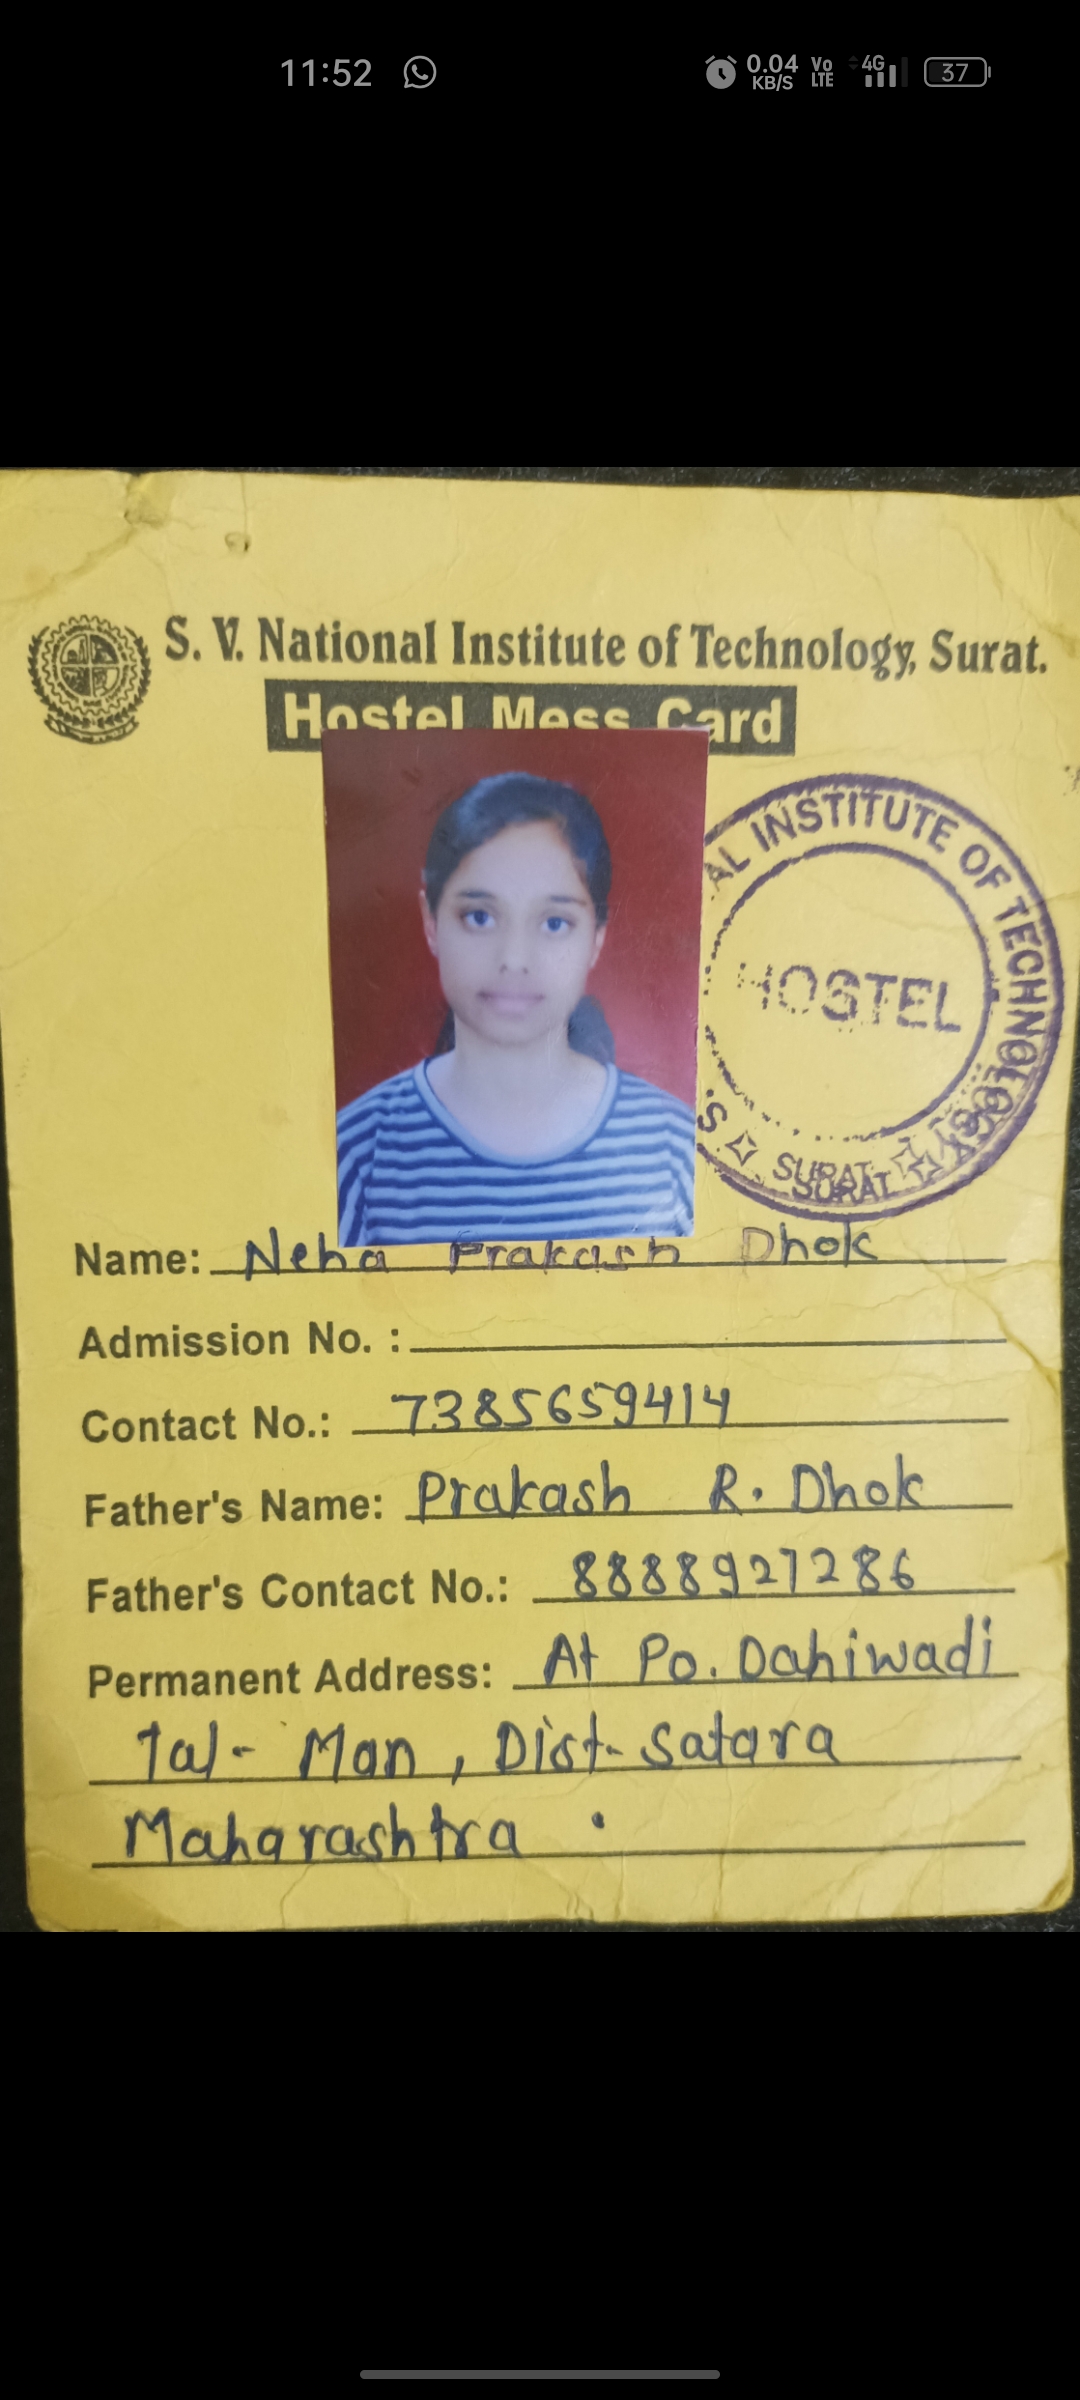 11:52 0.04 KB/S Vo LTE 4G 37
S. V. National Institute of Technology, Surat.
Hostel Mess Card
AL INSTITUTE OF TECHNOLOGY
HOSTEL
S.
SURAT
SURAT
Name: Neha Prakash Dhok
Admission No. :
Contact No.: 7385659414
Father's Name: Prakash R. Dhok
Father's Contact No.: 8888927286
Permanent Address: At Po. Dahiwadi
Tal- Man, Dist- Satara
Maharashtra .